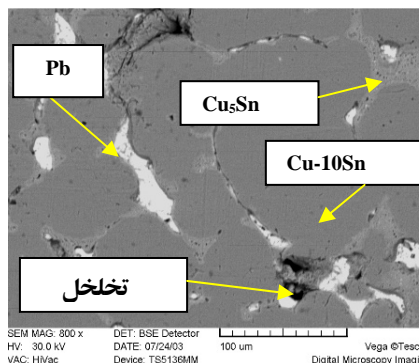 Pb
Cu₅Sn
Cu-10Sn
تخلخل
SEM MAG: 800 x DET: BSE Detector
HV: 30.0 kV DATE: 07/24/03 100 um Vega ©Tesc
VAC: HiVac Device: TS5136MM Digital Microscopy Imag